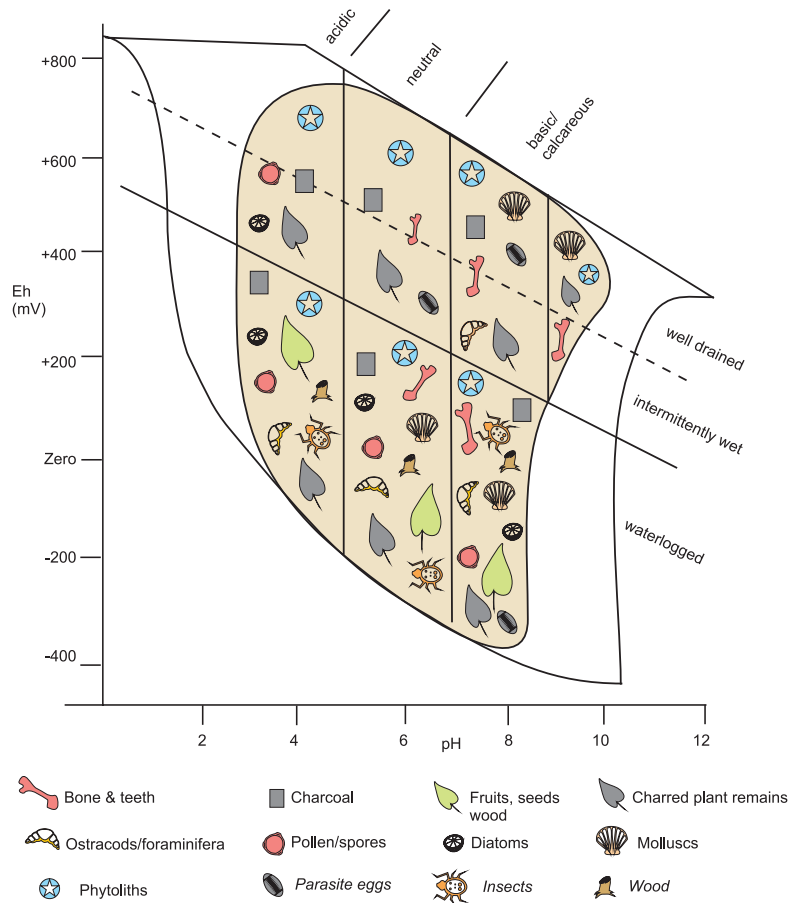 acidic
neutral
basic/
calcareous
+800
+600
+400
Eh
(mV)
+200
Zero
-200
-400
well drained
intermittently wet
waterlogged
2
4
6
pH
8
10
12
Bone & teeth
Charcoal
Fruits, seeds
wood
Charred plant remains
Ostracods/foraminifera
Pollen/spores
Diatoms
Molluscs
Phytoliths
Parasite eggs
Insects
Wood